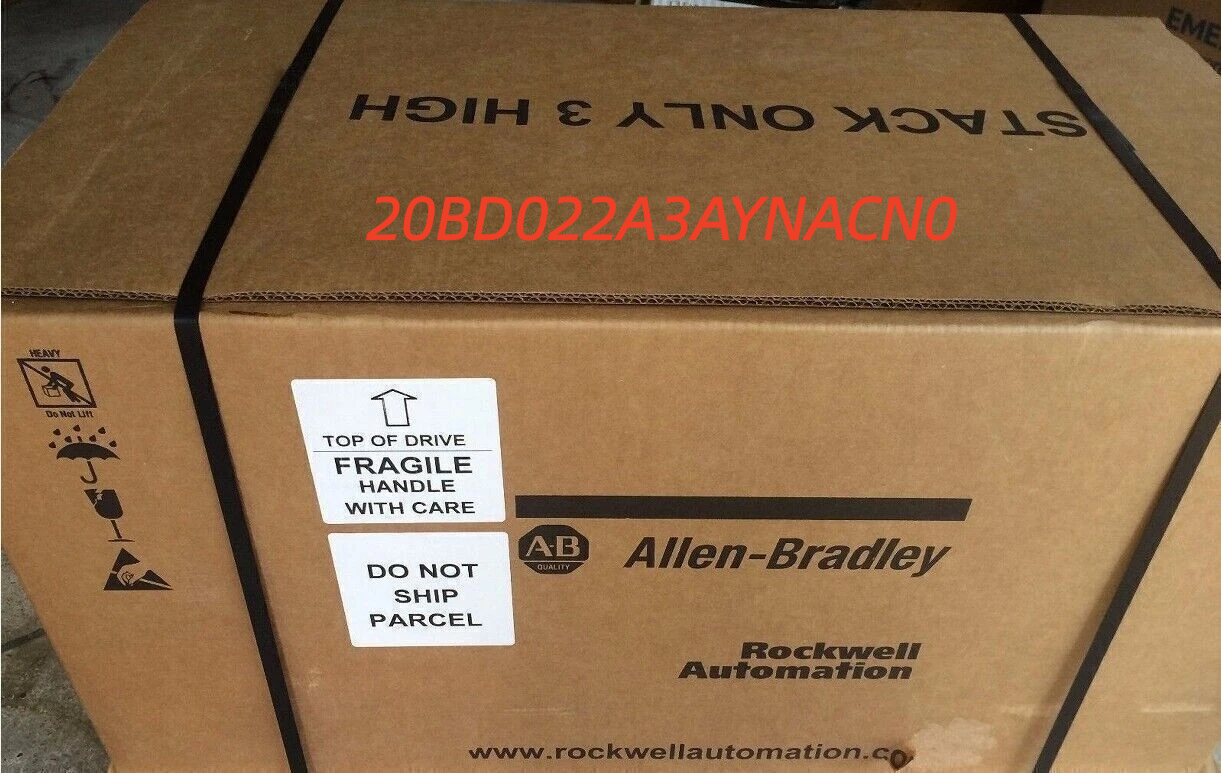 EME
STACK ONLY 3 HIGH
20BD022A3AYNACN0
HEAVY
Do Not Lift
TOP OF DRIVE
FRAGILE
HANDLE
WITH CARE
DO NOT
SHIP
PARCEL
AB
QUALITY
Allen-Bradley
Rockwell
Automation
www.rockwellautomation.co